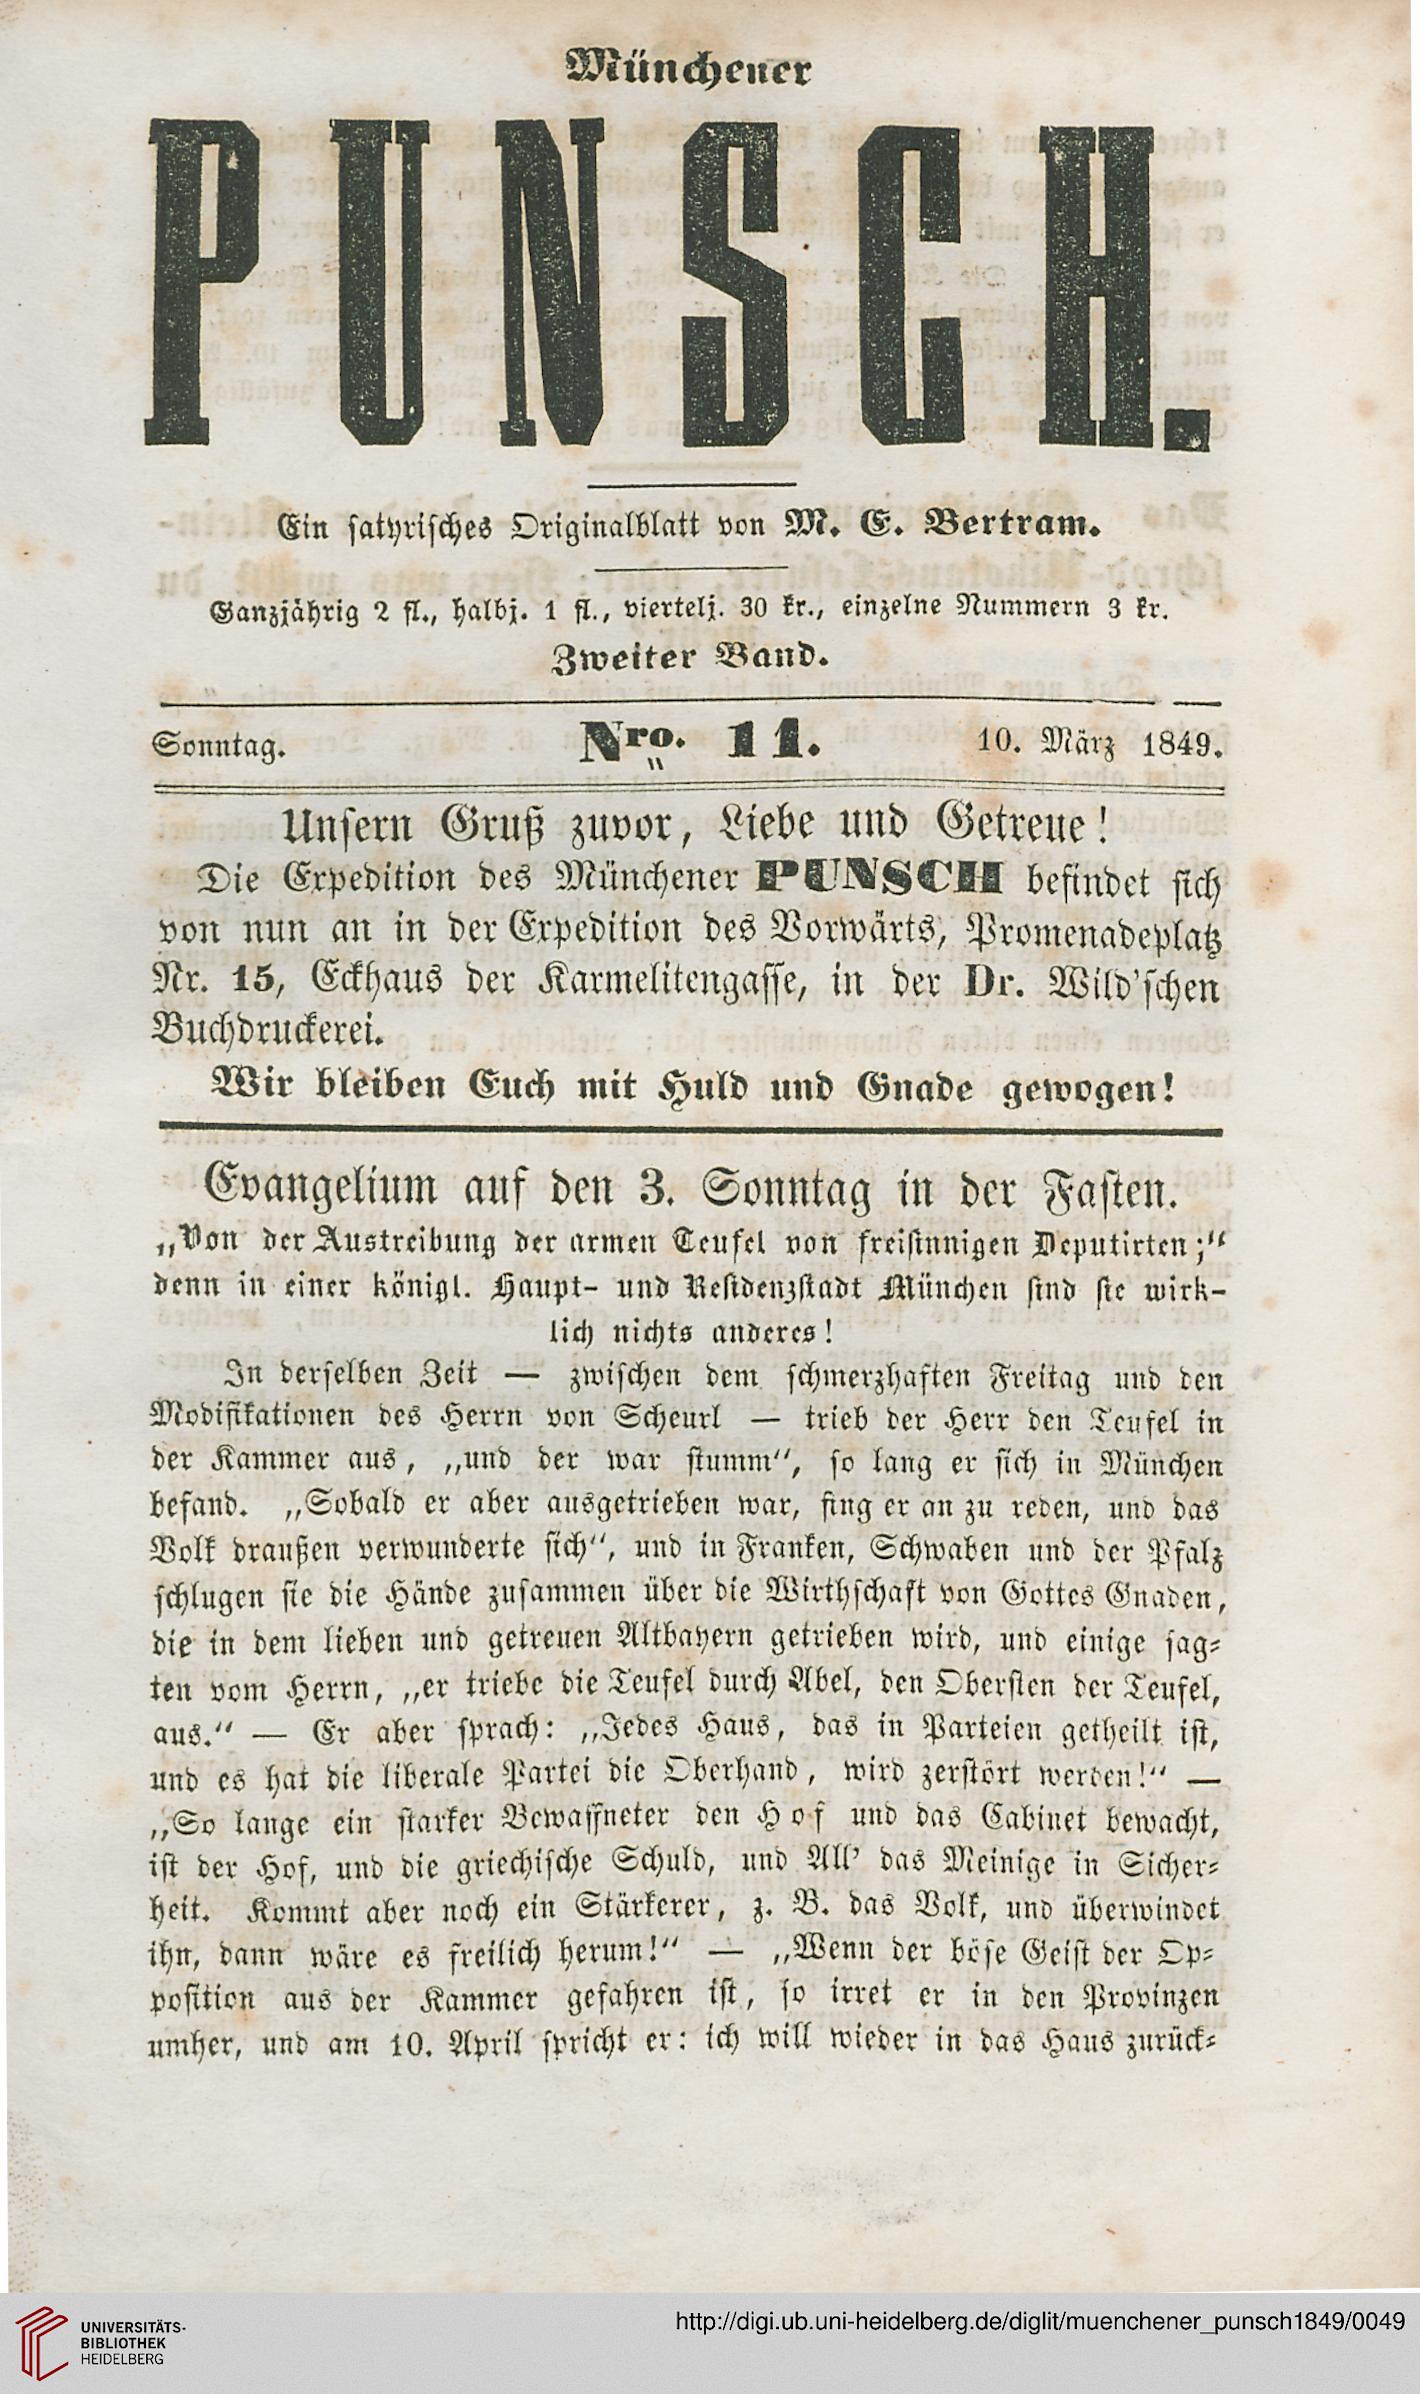 Münchener
PUNSCH.
Ein satyrisches Originalblatt von M. E. Bertram.
Ganzjährig 2 fl., halbj. 1 fl., viertelj. 30 kr., einzelne Nummern 3 kr.
Zweiter Band.
Sonntag. Nro. 11. 10. März 1849.
Unsern Gruß zuvor, Liebe und Getreue!
Die Expedition des Münchener PUNSCH befindet sich
von nun an in der Expedition des Vorwärts, Promenadeplatz
Nr. 15, Eckhaus der Karmelitengasse, in der Dr. Wild'schen
Buchdruckerei.
Wir bleiben Euch mit Huld und Gnade gewogen!
Evangelium auf den 3. Sonntag in der Fasten.
„Von der Austreibung der armen Teufel von freisinnigen Deputirten;“
denn in einer königl. Haupt- und Residenzstadt München sind sie wirk-
lich nichts anderes!
In derselben Zeit — zwischen dem schmerzhaften Freitag und den
Modifikationen des Herrn von Scheurl — trieb der Herr den Teufel in
der Kammer aus, „und der war stumm“, so lang er sich in München
befand. „Sobald er aber ausgetrieben war, fing er an zu reden, und das
Volk draußen verwunderte sich“, und in Franken, Schwaben und der Pfalz
schlugen sie die Hände zusammen über die Wirthschaft von Gottes Gnaden,
die in dem lieben und getreuen Altbayern getrieben wird, und einige sag-
ten vom Herrn, „er triebe die Teufel durch Abel, den Obersten der Teufel,
aus.“ — Er aber sprach: „Jedes Haus, das in Parteien getheilt ist,
und es hat die liberale Partei die Oberhand, wird zerstört werden!“ —
„So lange ein starker Bewaffneter den Hof und das Cabinet bewacht,
ist der Hof, und die griechische Schuld, und All' das Meinige in Sicher-
heit. Kommt aber noch ein Stärkerer, z. B. das Volk, und überwindet
ihn, dann wäre es freilich herum!“ — „Wenn der böse Geist der Op-
position aus der Kammer gefahren ist, so irret er in den Provinzen
umher, und am 10. April spricht er: ich will wieder in das Haus zurück-
UNIVERSITÄTS-
BIBLIOTHEK
HEIDELBERG
http://digi.ub.uni-heidelberg.de/diglit/muenchener_punsch1849/0049